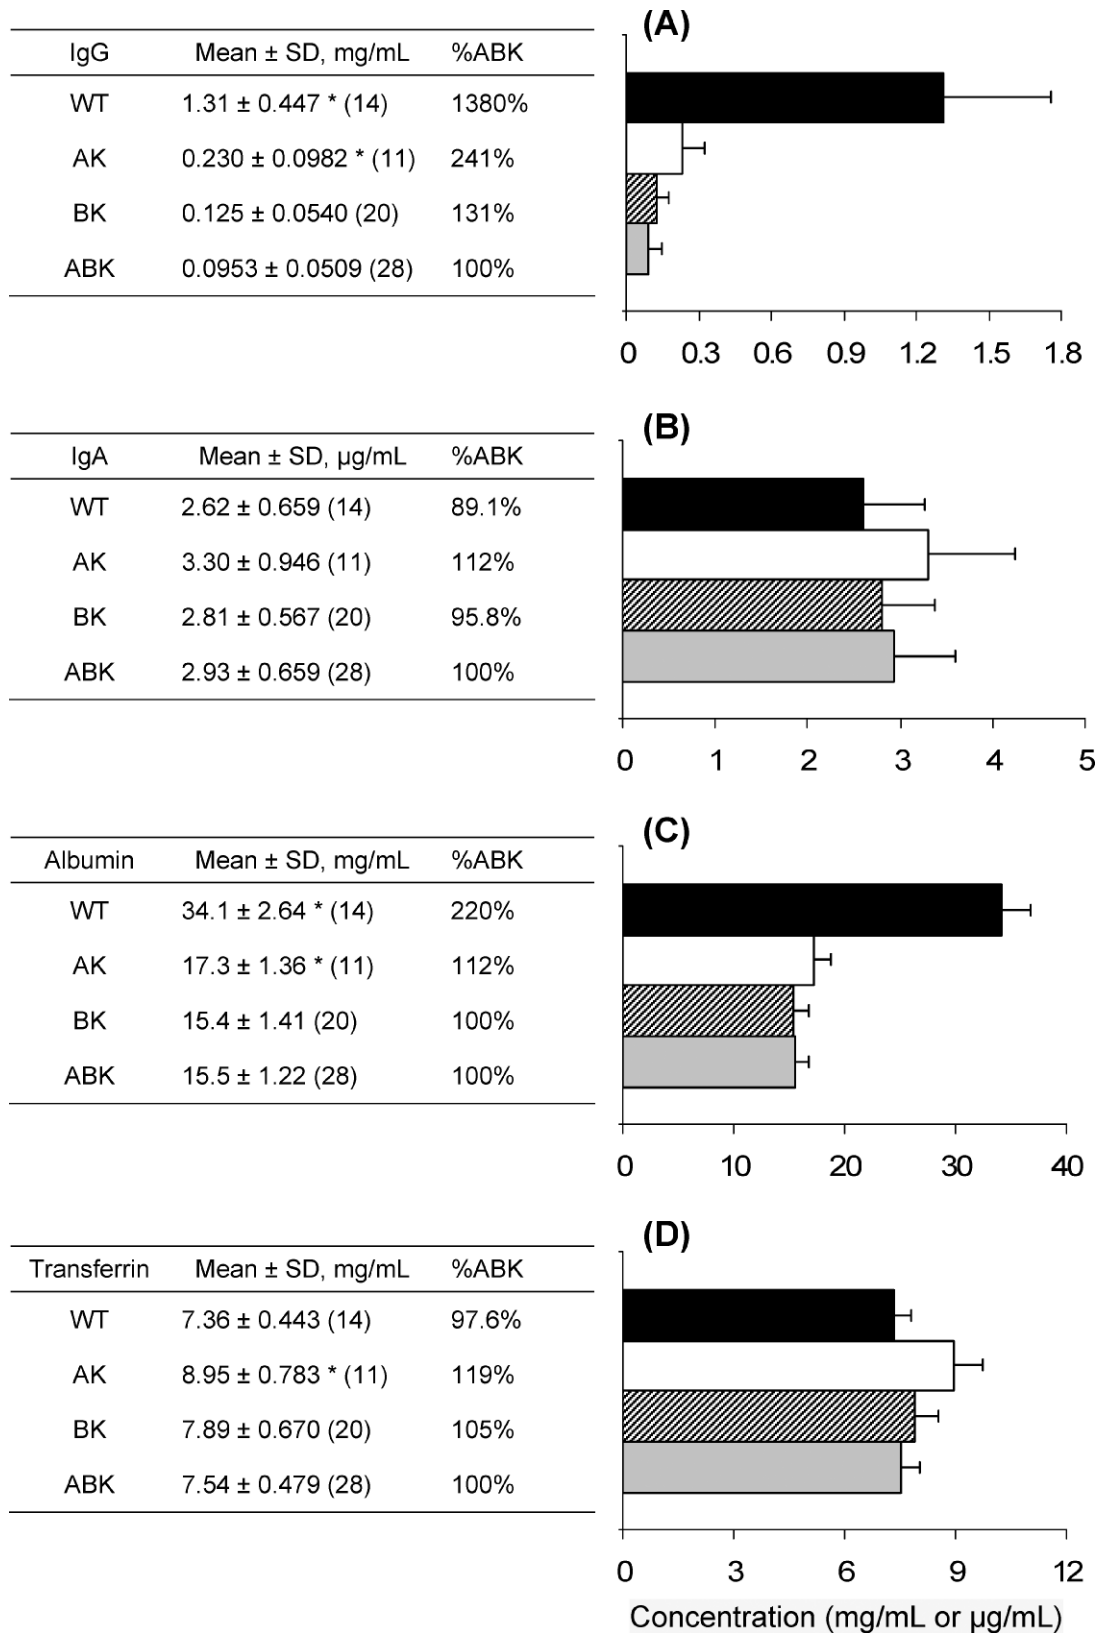 (A)
IgG Mean ± SD, mg/mL %ABK
WT 1.31 ± 0.447 * (14) 1380%
AK 0.230 ± 0.0982 * (11) 241%
BK 0.125 ± 0.0540 (20) 131%
ABK 0.0953 ± 0.0509 (28) 100%
0 0.3 0.6 0.9 1.2 1.5 1.8
(B)
IgA Mean ± SD, µg/mL %ABK
WT 2.62 ± 0.659 (14) 89.1%
AK 3.30 ± 0.946 (11) 112%
BK 2.81 ± 0.567 (20) 95.8%
ABK 2.93 ± 0.659 (28) 100%
0 1 2 3 4 5
(C)
Albumin Mean ± SD, mg/mL %ABK
WT 34.1 ± 2.64 * (14) 220%
AK 17.3 ± 1.36 * (11) 112%
BK 15.4 ± 1.41 (20) 100%
ABK 15.5 ± 1.22 (28) 100%
0 10 20 30 40
(D)
Transferrin Mean ± SD, mg/mL %ABK
WT 7.36 ± 0.443 (14) 97.6%
AK 8.95 ± 0.783 * (11) 119%
BK 7.89 ± 0.670 (20) 105%
ABK 7.54 ± 0.479 (28) 100%
0 3 6 9 12
Concentration (mg/mL or µg/mL)